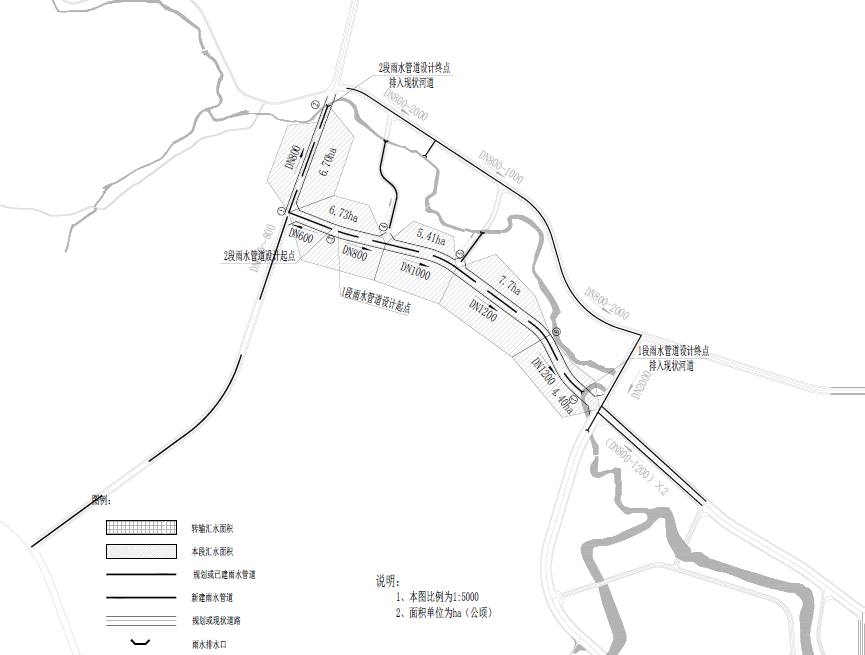 2段雨水管道设计终点
排入现状河道
DN800-2000
DN800-1000
DN800
6.70ha
6.73ha
DN600
DN800
5.41ha
DN1000
2段雨水管道设计起点
1段雨水管道设计起点
7.7ha
DN1200
DN800-2000
1段雨水管道设计终点
排入现状河道
DN1200
4.40ha
DN2000
(DN800-1200)×2
图例:
转输汇水面积
本段汇水面积
规划或已建雨水管道
新建雨水管道
规划或现状道路
雨水排水口
说明:
1、本图比例为1:5000
2、面积单位为ha（公顷）